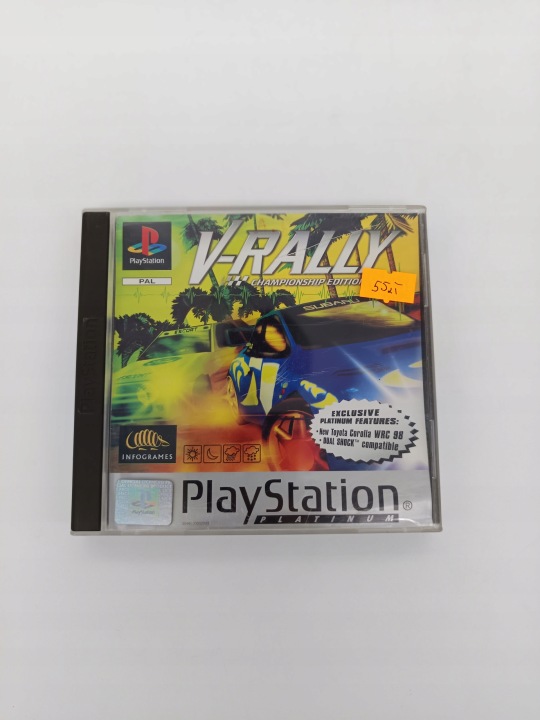 PlayStation
PAL
V-RALLY
CHAMPIONSHIP EDITION
55zł
SUBARU
EXCLUSIVE
PLATINUM FEATURES:
• New Toyota Corolla WRC 98
• DUAL SHOCK™ compatible
INFOGRAMES
PlayStation®
PLATINUM